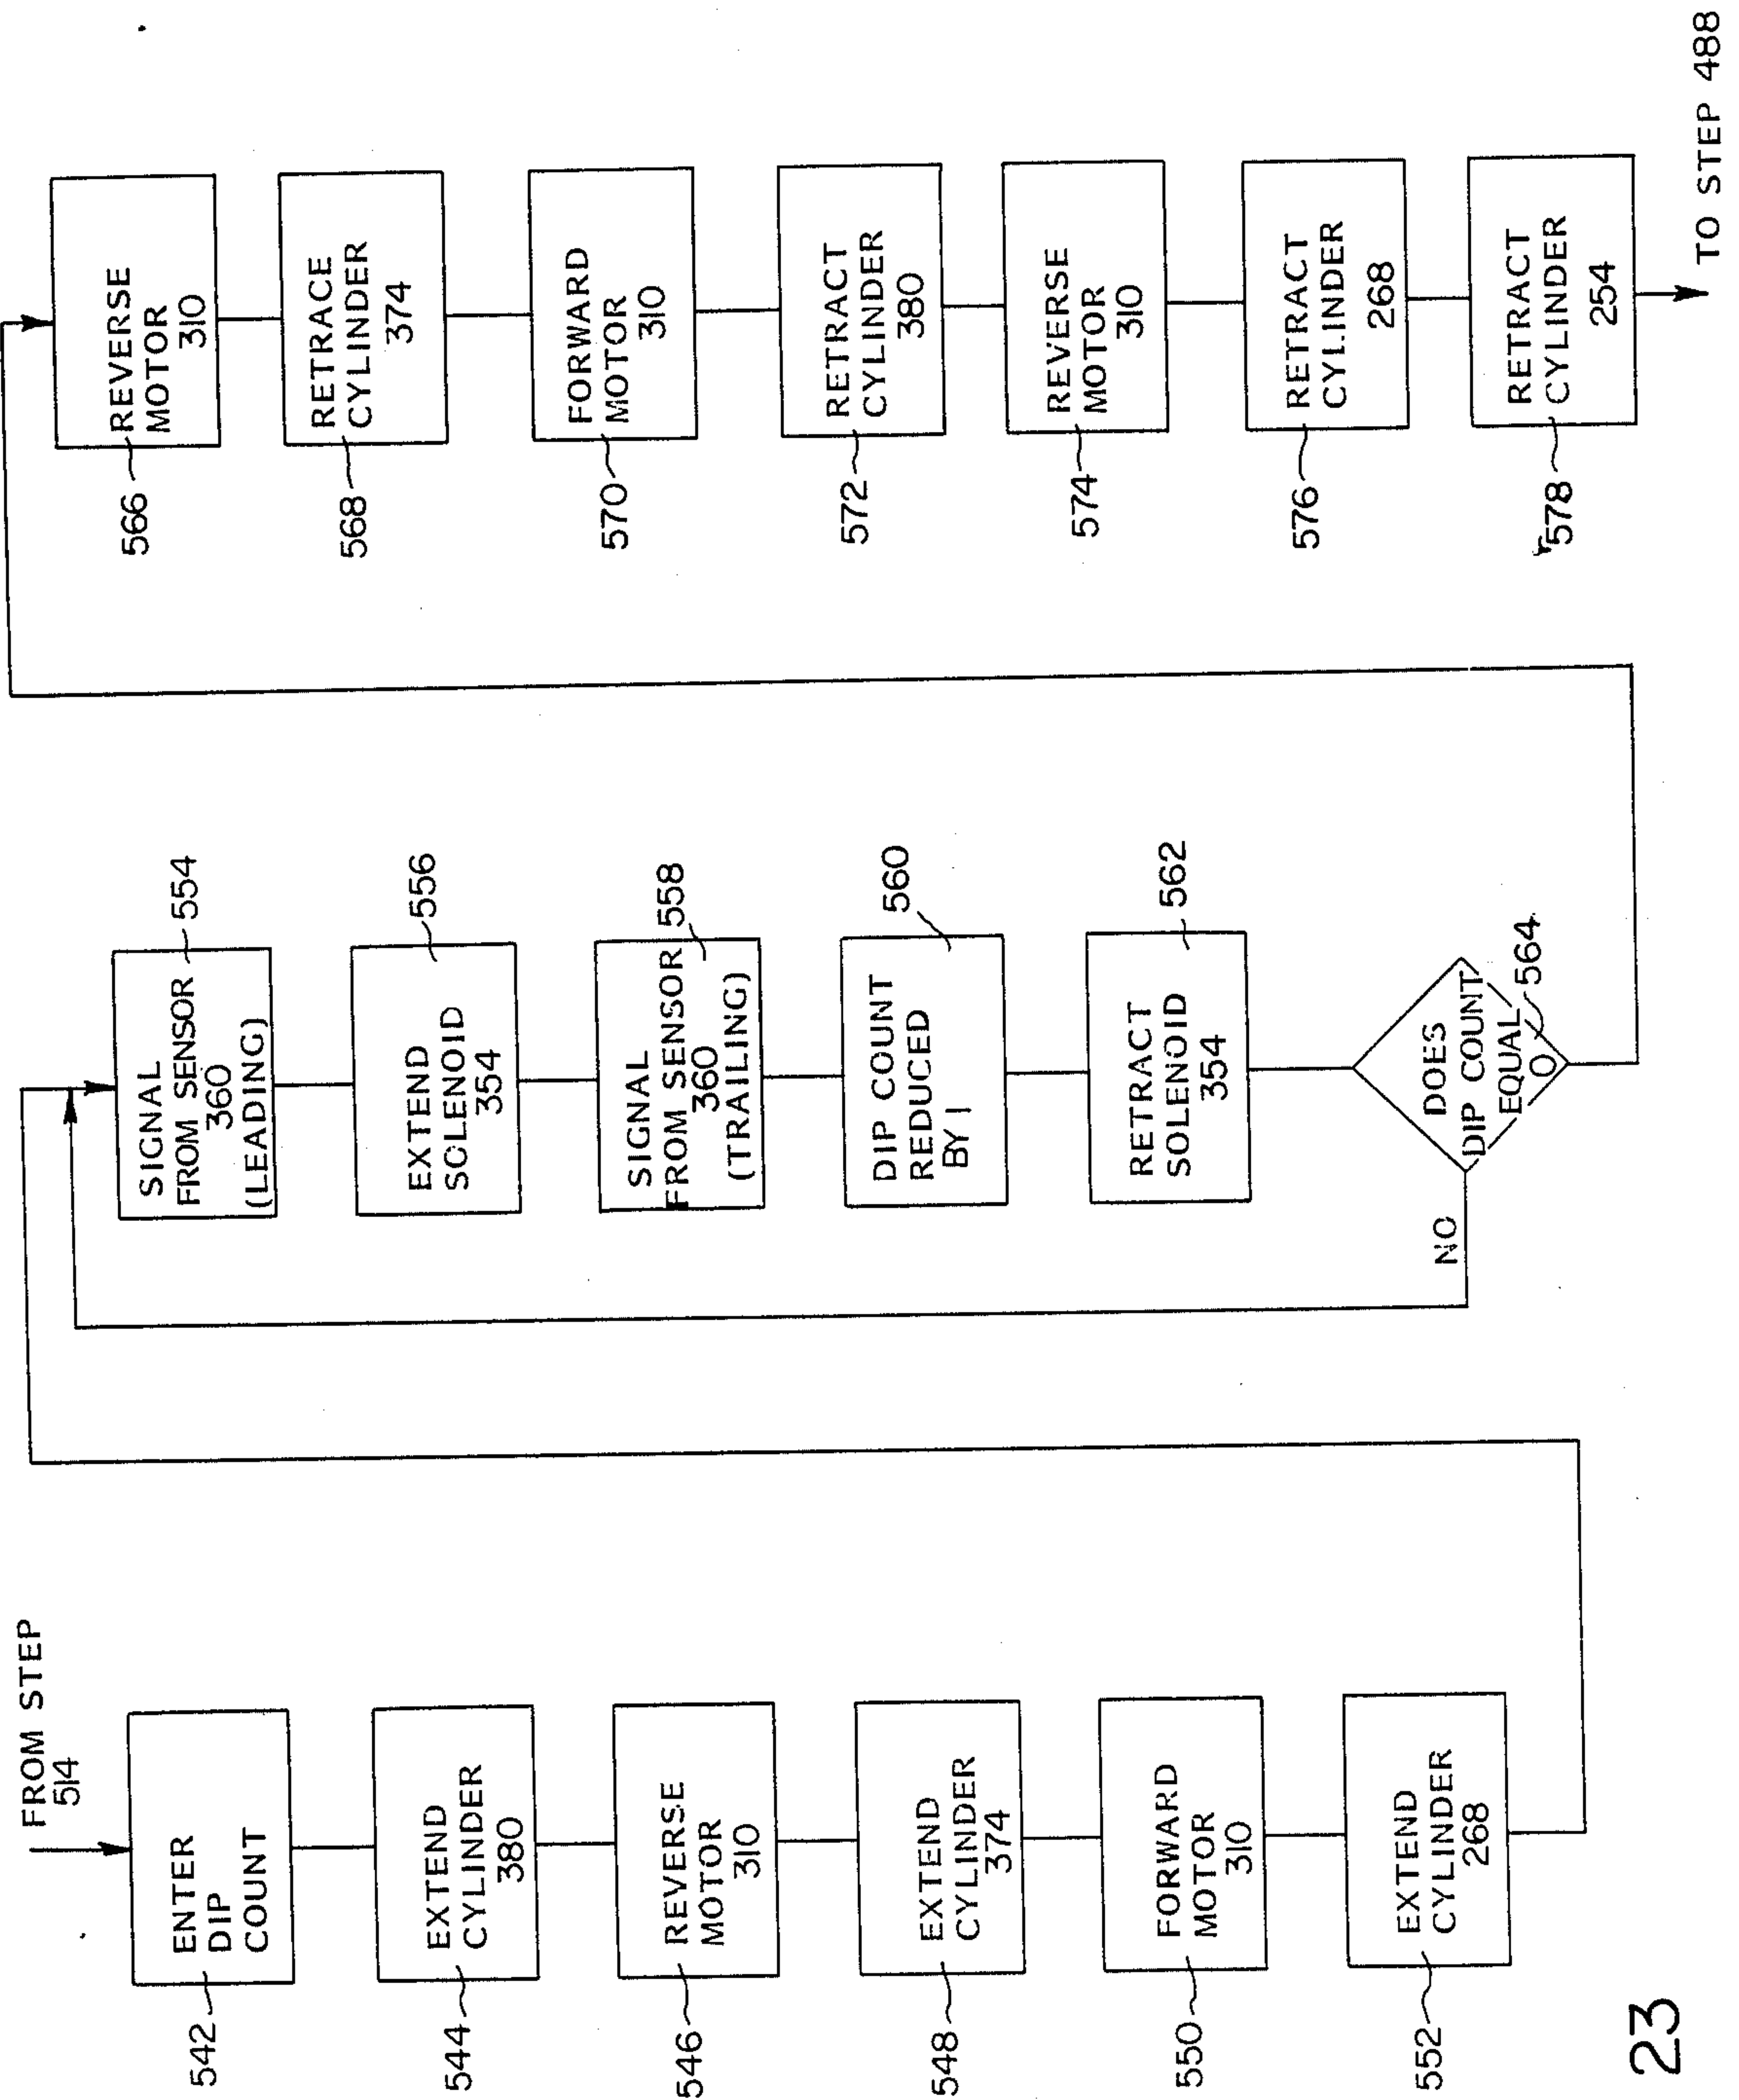 FROM STEP
514
542
ENTER
DIP
COUNT
544
EXTEND
CYLINDER
380
546
REVERSE
MOTOR
310
548
EXTEND
CYLINDER
374
550
FORWARD
MOTOR
310
552
EXTEND
CYLINDER
268
SIGNAL
FROM SENSOR
360
(LEADING)
554
EXTEND
SOLENOID
354
556
SIGNAL
FROM SENSOR
360
(TRAILING)
558
DIP COUNT
REDUCED
BY 1
560
RETRACT
SOLENOID
354
562
DOES
DIP COUNT
EQUAL
0
564
NO
566
REVERSE
MOTOR
310
568
RETRACE
CYLINDER
374
570
FORWARD
MOTOR
310
572
RETRACT
CYLINDER
380
574
REVERSE
MOTOR
310
576
RETRACT
CYLINDER
268
578
RETRACT
CYLINDER
254
TO STEP 488
23